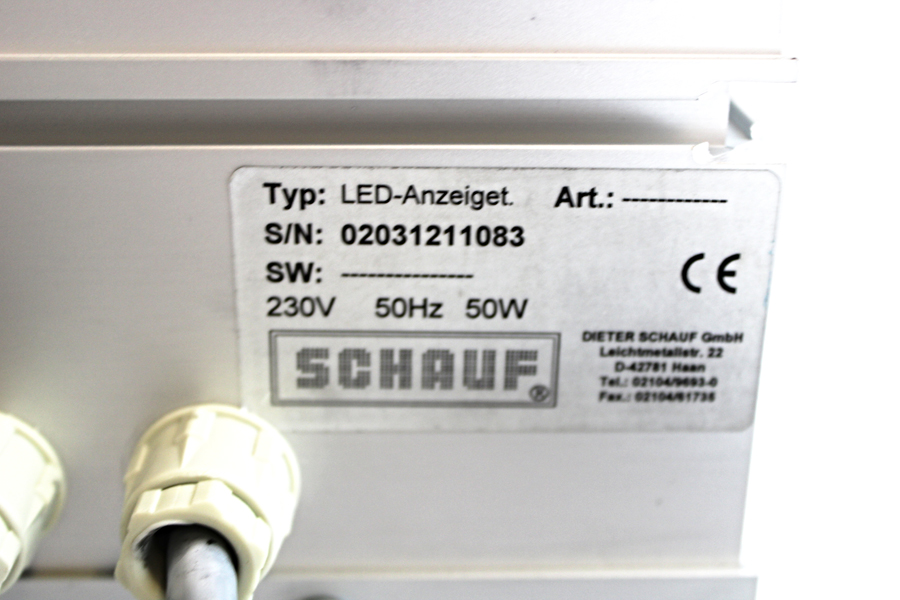 Typ: LED-Anzeiget. Art.: ------------
S/N: 02031211083
SW: ---------------
230V 50Hz 50W
CE
SCHAUF®
DIETER SCHAUF GmbH
Leichtmetallstr. 22
D-42781 Haan
Tel.: 02104/9693-0
Fax.: 02104/61735